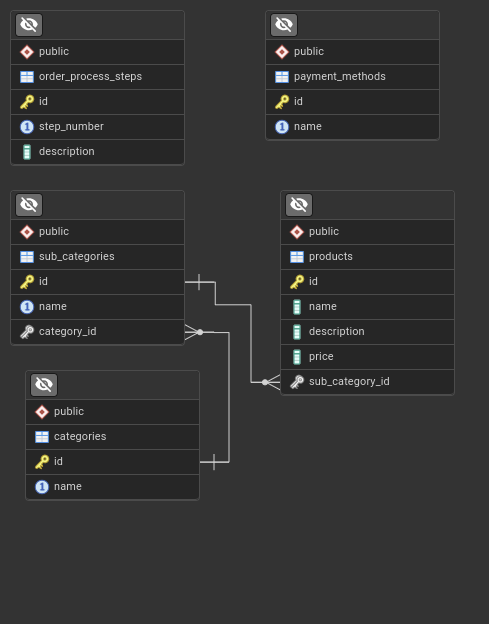 public
order_process_steps
id
step_number
description
public
payment_methods
id
name
public
sub_categories
id
name
category_id
public
products
id
name
description
price
sub_category_id
public
categories
id
name